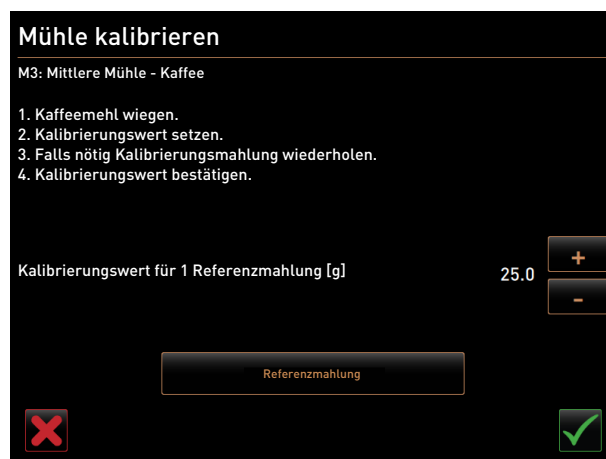 Mühle kalibrieren
M3: Mittlere Mühle - Kaffee
1. Kaffeemehl wiegen.
2. Kalibrierungswert setzen.
3. Falls nötig Kalibrierungsmahlung wiederholen.
4. Kalibrierungswert bestätigen.
+
Kalibrierungswert für 1 Referenzmahlung [g] 25.0
-
Referenzmahlung